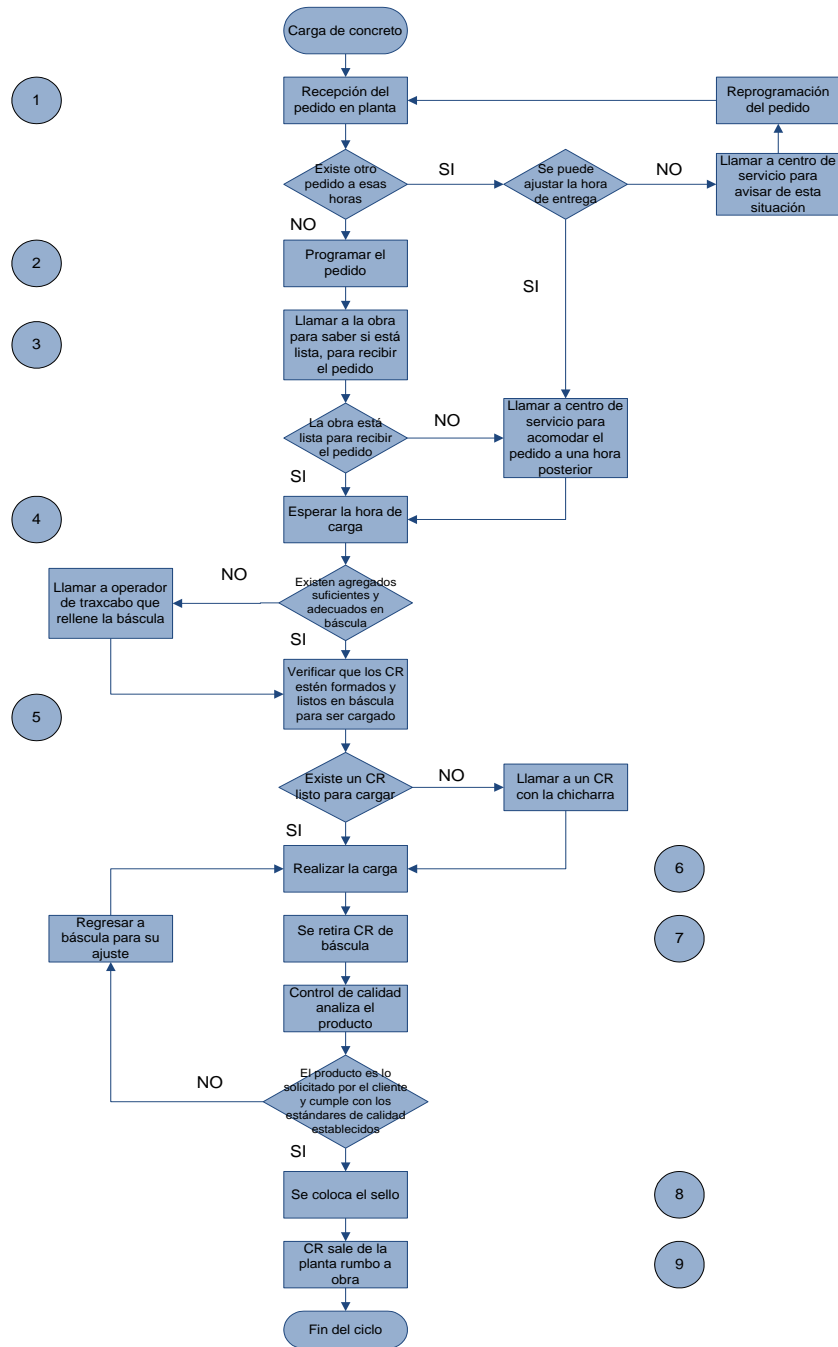 Carga de concreto
1
Recepción del
pedido en planta
Reprogramación
del pedido
Existe otro
pedido a esas
horas
SI
Se puede
ajustar la hora
de entrega
NO
Llamar a centro
de servicio para
avisar de esta
situación
NO
2
Programar el
pedido
SI
3
Llamar a la obra
para saber si está
lista, para recibir
el pedido
La obra está
lista para recibir
el pedido
NO
Llamar a centro de
servicio para
acomodar el
pedido a una hora
posterior
SI
4
Esperar la hora de
carga
Existen agregados
suficientes y
adecuados en
báscula
NO
Llamar a operador
de traxcabo que
rellene la báscula
SI
Verificar que los CR
estén formados y
listos en báscula
para ser cargado
5
Existe un CR
listo para cargar
NO
Llamar a un CR
con la chicharra
SI
Realizar la carga
6
Regresar a
báscula para su
ajuste
Se retira CR de
báscula
7
Control de calidad
analiza el
producto
El producto es lo
solicitado por el cliente
y cumple con los
estándares de calidad
establecidos
NO
SI
Se coloca el sello
8
CR sale de la
planta rumbo a
obra
9
Fin del ciclo